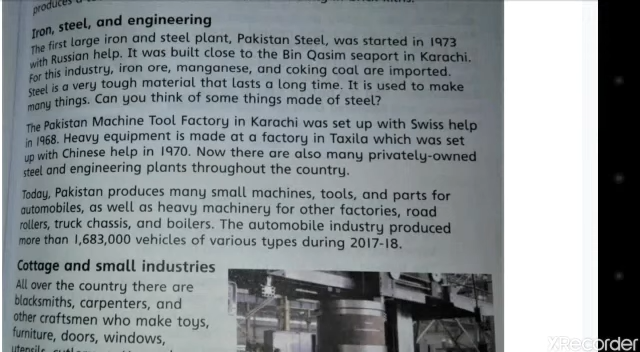 produces a
Iron, steel, and engineering
The first large iron and steel plant, Pakistan Steel, was started in 1973
with Russian help. It was built close to the Bin Qasim seaport in Karachi.
For this industry, iron ore, manganese, and coking coal are imported.
Steel is a very tough material that lasts a long time. It is used to make
many things. Can you think of some things made of steel?
The Pakistan Machine Tool Factory in Karachi was set up with Swiss help
in 1968. Heavy equipment is made at a factory in Taxila which was set
up with Chinese help in 1970. Now there are also many privately-owned
steel and engineering plants throughout the country.
Today, Pakistan produces many small machines, tools, and parts for
automobiles, as well as heavy machinery for other factories, road
rollers, truck chassis, and boilers. The automobile industry produced
more than 1,683,000 vehicles of various types during 2017-18.
Cottage and small industries
All over the country there are
blacksmiths, carpenters, and
other craftsmen who make toys,
furniture, doors, windows,
XRecorder